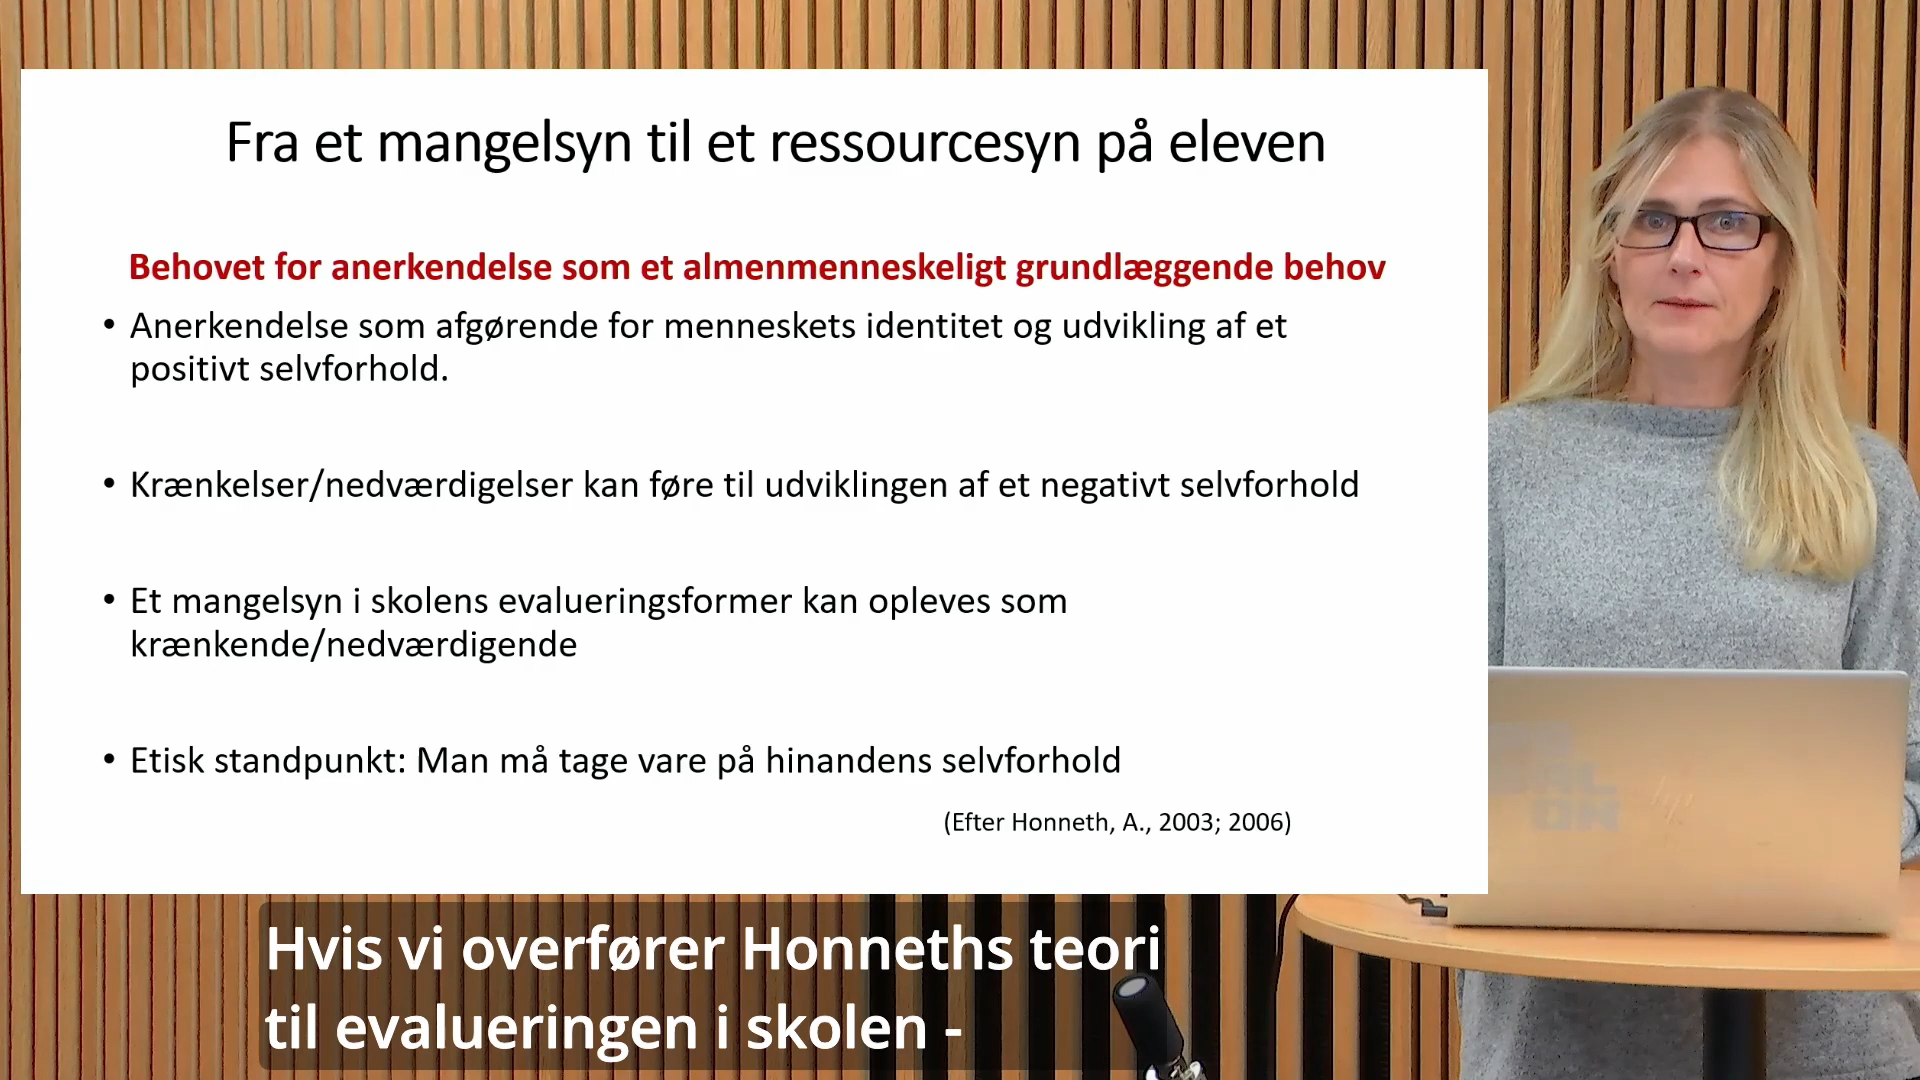 Fra et mangelsyn til et ressourcesyn på eleven
Behovet for anerkendelse som et almenmenneskeligt grundlæggende behov
• Anerkendelse som afgørende for menneskets identitet og udvikling af et
positivt selvforhold.
• Krænkelser/nedværdigelser kan føre til udviklingen af et negativt selvforhold
• Et mangelsyn i skolens evalueringsformer kan opleves som
krænkende/nedværdigende
• Etisk standpunkt: Man må tage vare på hinandens selvforhold
(Efter Honneth, A., 2003; 2006)
Hvis vi overfører Honneths teori
til evalueringen i skolen -